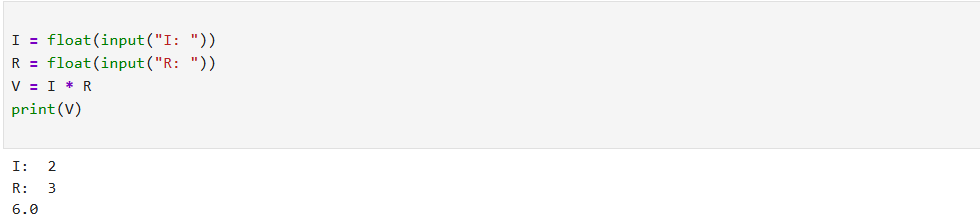 I = float(input("I: "))
R = float(input("R: "))
V = I * R
print(V)
I:  2
R:  3
6.0